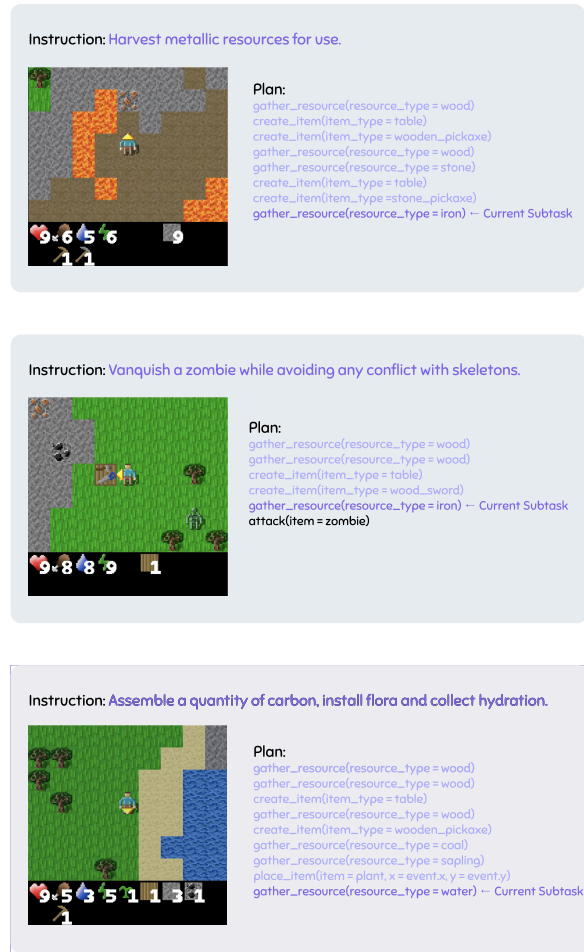 Instruction: Harvest metallic resources for use.
Plan:
gather_resource(resource_type = wood)
create_item(item_type = table)
create_item(item_type = wooden_pickaxe)
gather_resource(resource_type = wood)
gather_resource(resource_type = stone)
create_item(item_type = table)
create_item(item_type =stone_pickaxe)
gather_resource(resource_type = iron) ← Current Subtask
9 6 5 6 9
1 1
Instruction: Vanquish a zombie while avoiding any conflict with skeletons.
Plan:
gather_resource(resource_type = wood)
gather_resource(resource_type = wood)
create_item(item_type = table)
create_item(item_type = wood_sword)
gather_resource(resource_type = iron) ← Current Subtask
attack(item = zombie)
9 8 8 9 1
Instruction: Assemble a quantity of carbon, install flora and collect hydration.
Plan:
gather_resource(resource_type = wood)
gather_resource(resource_type = wood)
create_item(item_type = table)
gather_resource(resource_type = wood)
create_item(item_type = wooden_pickaxe)
gather_resource(resource_type = coal)
gather_resource(resource_type = sapling)
place_item(item = plant, x = event.x, y = event.y)
gather_resource(resource_type = water) ← Current Subtask
9 5 3 5 1 1 3 1
1